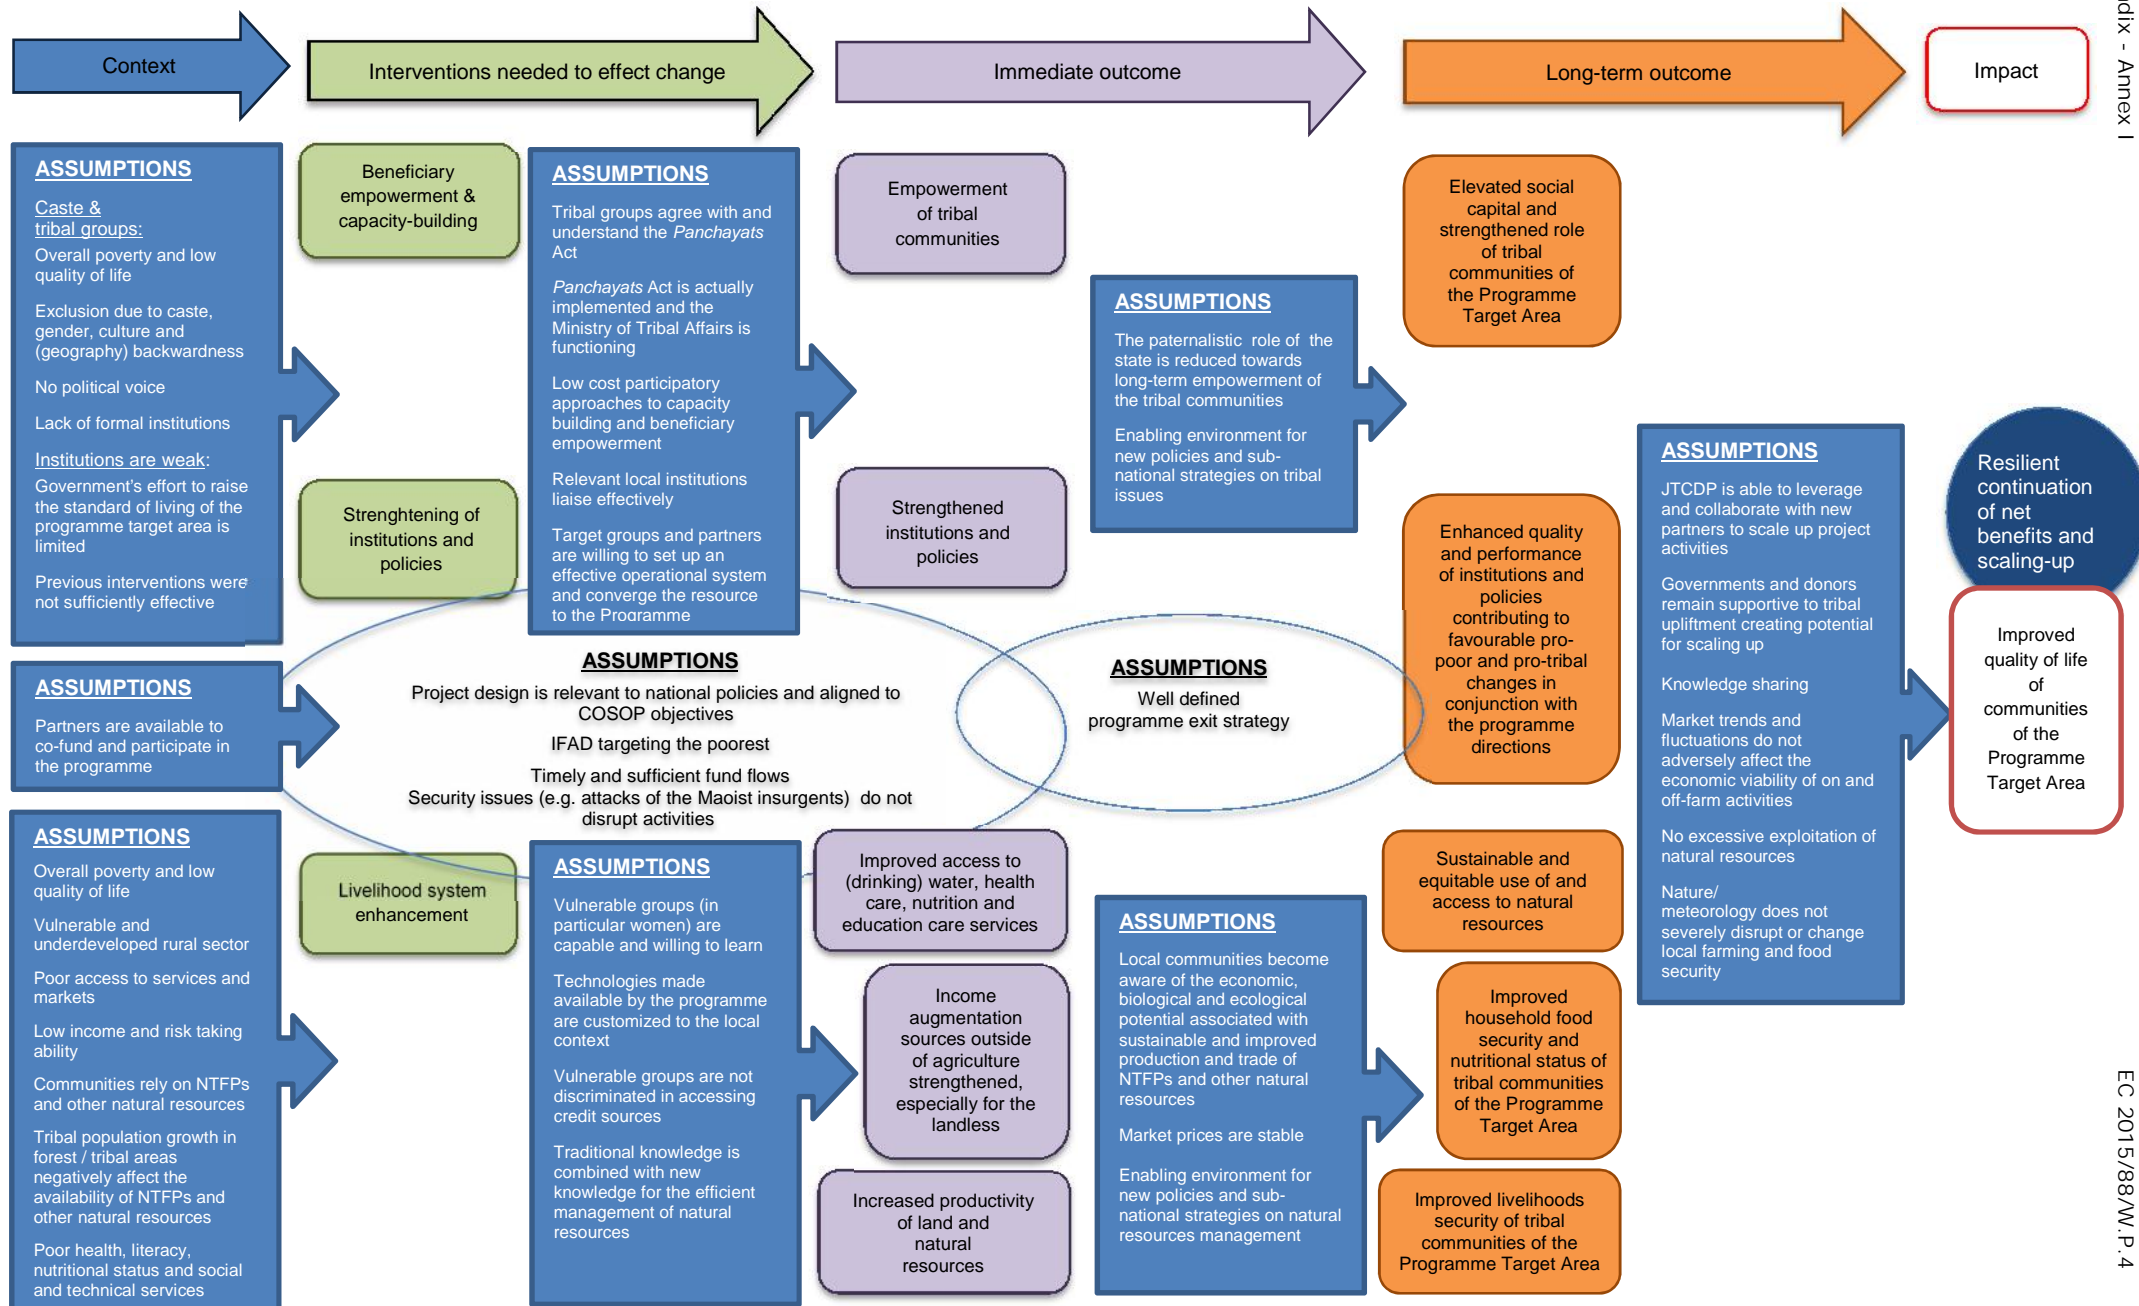 Context
Interventions needed to effect change
Immediate outcome
Long-term outcome
Impact
dix - Annex I
ASSUMPTIONS
Caste &
tribal groups:
Overall poverty and low
quality of life
Exclusion due to caste,
gender, culture and
(geography) backwardness
No political voice
Lack of formal institutions
Institutions are weak:
Government's effort to raise
the standard of living of the
programme target area is
limited
Previous interventions were
not sufficiently effective
ASSUMPTIONS
Partners are available to
co-fund and participate in
the programme
ASSUMPTIONS
Overall poverty and low
quality of life
Vulnerable and
underdeveloped rural sector
Poor access to services and
markets
Low income and risk taking
ability
Communities rely on NTFPs
and other natural resources
Tribal population growth in
forest / tribal areas
negatively affect the
availability of NTFPs and
other natural resources
Poor health, literacy,
nutritional status and social
and technical services
Beneficiary
empowerment &
capacity-building
Strenghtening of
institutions and
policies
Livelihood system
enhancement
ASSUMPTIONS
Tribal groups agree with and
understand the Panchayats
Act
Panchayats Act is actually
implemented and the
Ministry of Tribal Affairs is
functioning
Low cost participatory
approaches to capacity
building and beneficiary
empowerment
Relevant local institutions
liaise effectively
Target groups and partners
are willing to set up an
effective operational system
and converge the resource
to the Programme
ASSUMPTIONS
Project design is relevant to national policies and aligned to
COSOP objectives
IFAD targeting the poorest
Timely and sufficient fund flows
Security issues (e.g. attacks of the Maoist insurgents) do not
disrupt activities
ASSUMPTIONS
Vulnerable groups (in
particular women) are
capable and willing to learn
Technologies made
available by the programme
are customized to the local
context
Vulnerable groups are not
discriminated in accessing
credit sources
Traditional knowledge is
combined with new
knowledge for the efficient
management of natural
resources
Empowerment
of tribal
communities
Strengthened
institutions and
policies
Improved access to
(drinking) water, health
care, nutrition and
education care services
Income
augmentation
sources outside
of agriculture
strengthened,
especially for the
landless
Increased productivity
of land and
natural
resources
ASSUMPTIONS
The paternalistic role of the
state is reduced towards
long-term empowerment of
the tribal communities
Enabling environment for
new policies and sub-
national strategies on tribal
issues
ASSUMPTIONS
Well defined
programme exit strategy
ASSUMPTIONS
Local communities become
aware of the economic,
biological and ecological
potential associated with
sustainable and improved
production and trade of
NTFPs and other natural
resources
Market prices are stable
Enabling environment for
new policies and sub-
national strategies on natural
resources management
Elevated social
capital and
strengthened role
of tribal
communities of
the Programme
Target Area
Enhanced quality
and performance
of institutions and
policies
contributing to
favourable pro-
poor and pro-tribal
changes in
conjunction with
the programme
directions
Sustainable and
equitable use of and
access to natural
resources
Improved
household food
security and
nutritional status of
tribal communities
of the Programme
Target Area
Improved livelihoods
security of tribal
communities of the
Programme Target Area
ASSUMPTIONS
JTCDP is able to leverage
and collaborate with new
partners to scale up project
activities
Governments and donors
remain supportive to tribal
upliftment creating potential
for scaling up
Knowledge sharing
Market trends and
fluctuations do not
adversely affect the
economic viability of on and
off-farm activities
No excessive exploitation of
natural resources
Nature/
meteorology does not
severely disrupt or change
local farming and food
security
Resilient
continuation
of net
benefits and
scaling-up
Improved
quality of life
of
communities
of the
Programme
Target Area
EC 2015/88/W.P.4